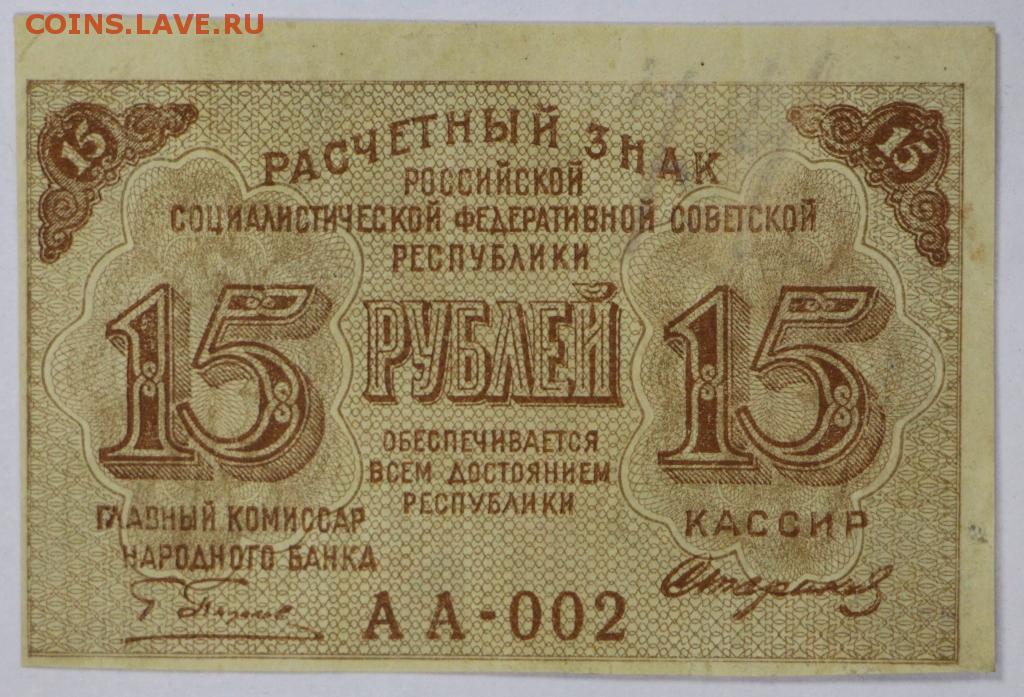 COINS.LAVE.RU
15
15
РАСЧЕТНЫЙ ЗНАК
РОССИЙСКОЙ
СОЦИАЛИСТИЧЕСКОЙ ФЕДЕРАТИВНОЙ СОВЕТСКОЙ
РЕСПУБЛИКИ
15 РУБЛЕЙ 15
ОБЕСПЕЧИВАЕТСЯ
ВСЕМ ДОСТОЯНИЕМ
РЕСПУБЛИКИ
ГЛАВНЫЙ КОМИССАР
НАРОДНОГО БАНКА
КАССИР
АА-002